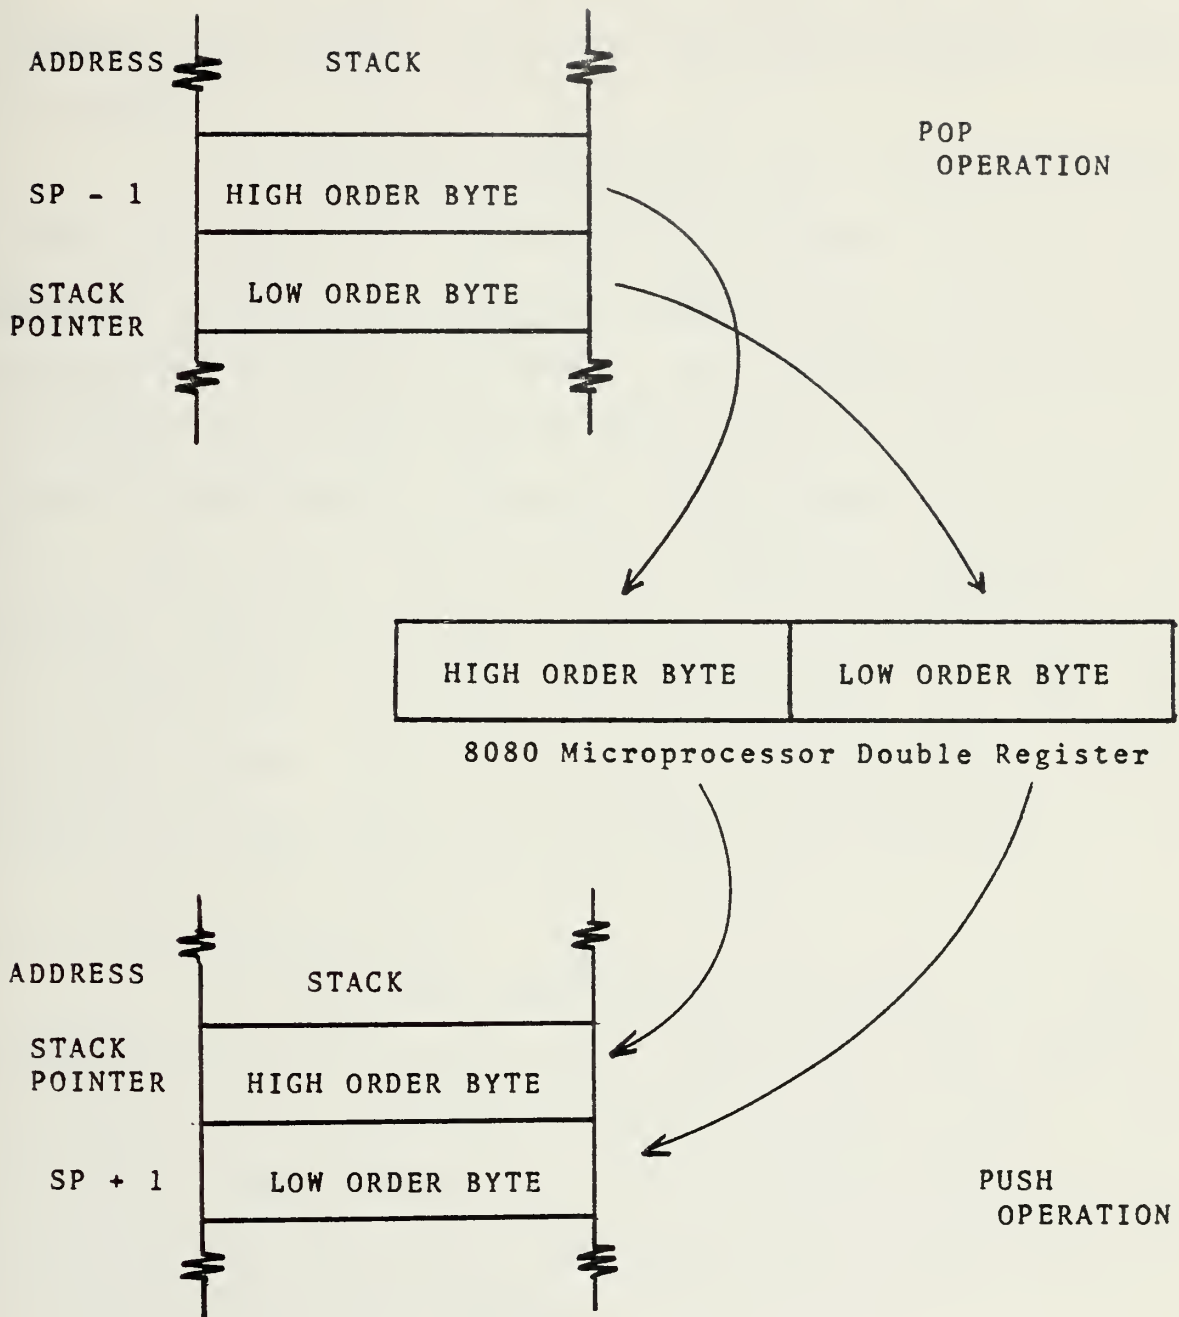 ADDRESS STACK
POP
OPERATION
SP - 1 HIGH ORDER BYTE
STACK
POINTER
LOW ORDER BYTE
HIGH ORDER BYTE LOW ORDER BYTE
8080 Microprocessor Double Register
ADDRESS STACK
STACK
POINTER
HIGH ORDER BYTE
SP + 1 LOW ORDER BYTE
PUSH
OPERATION